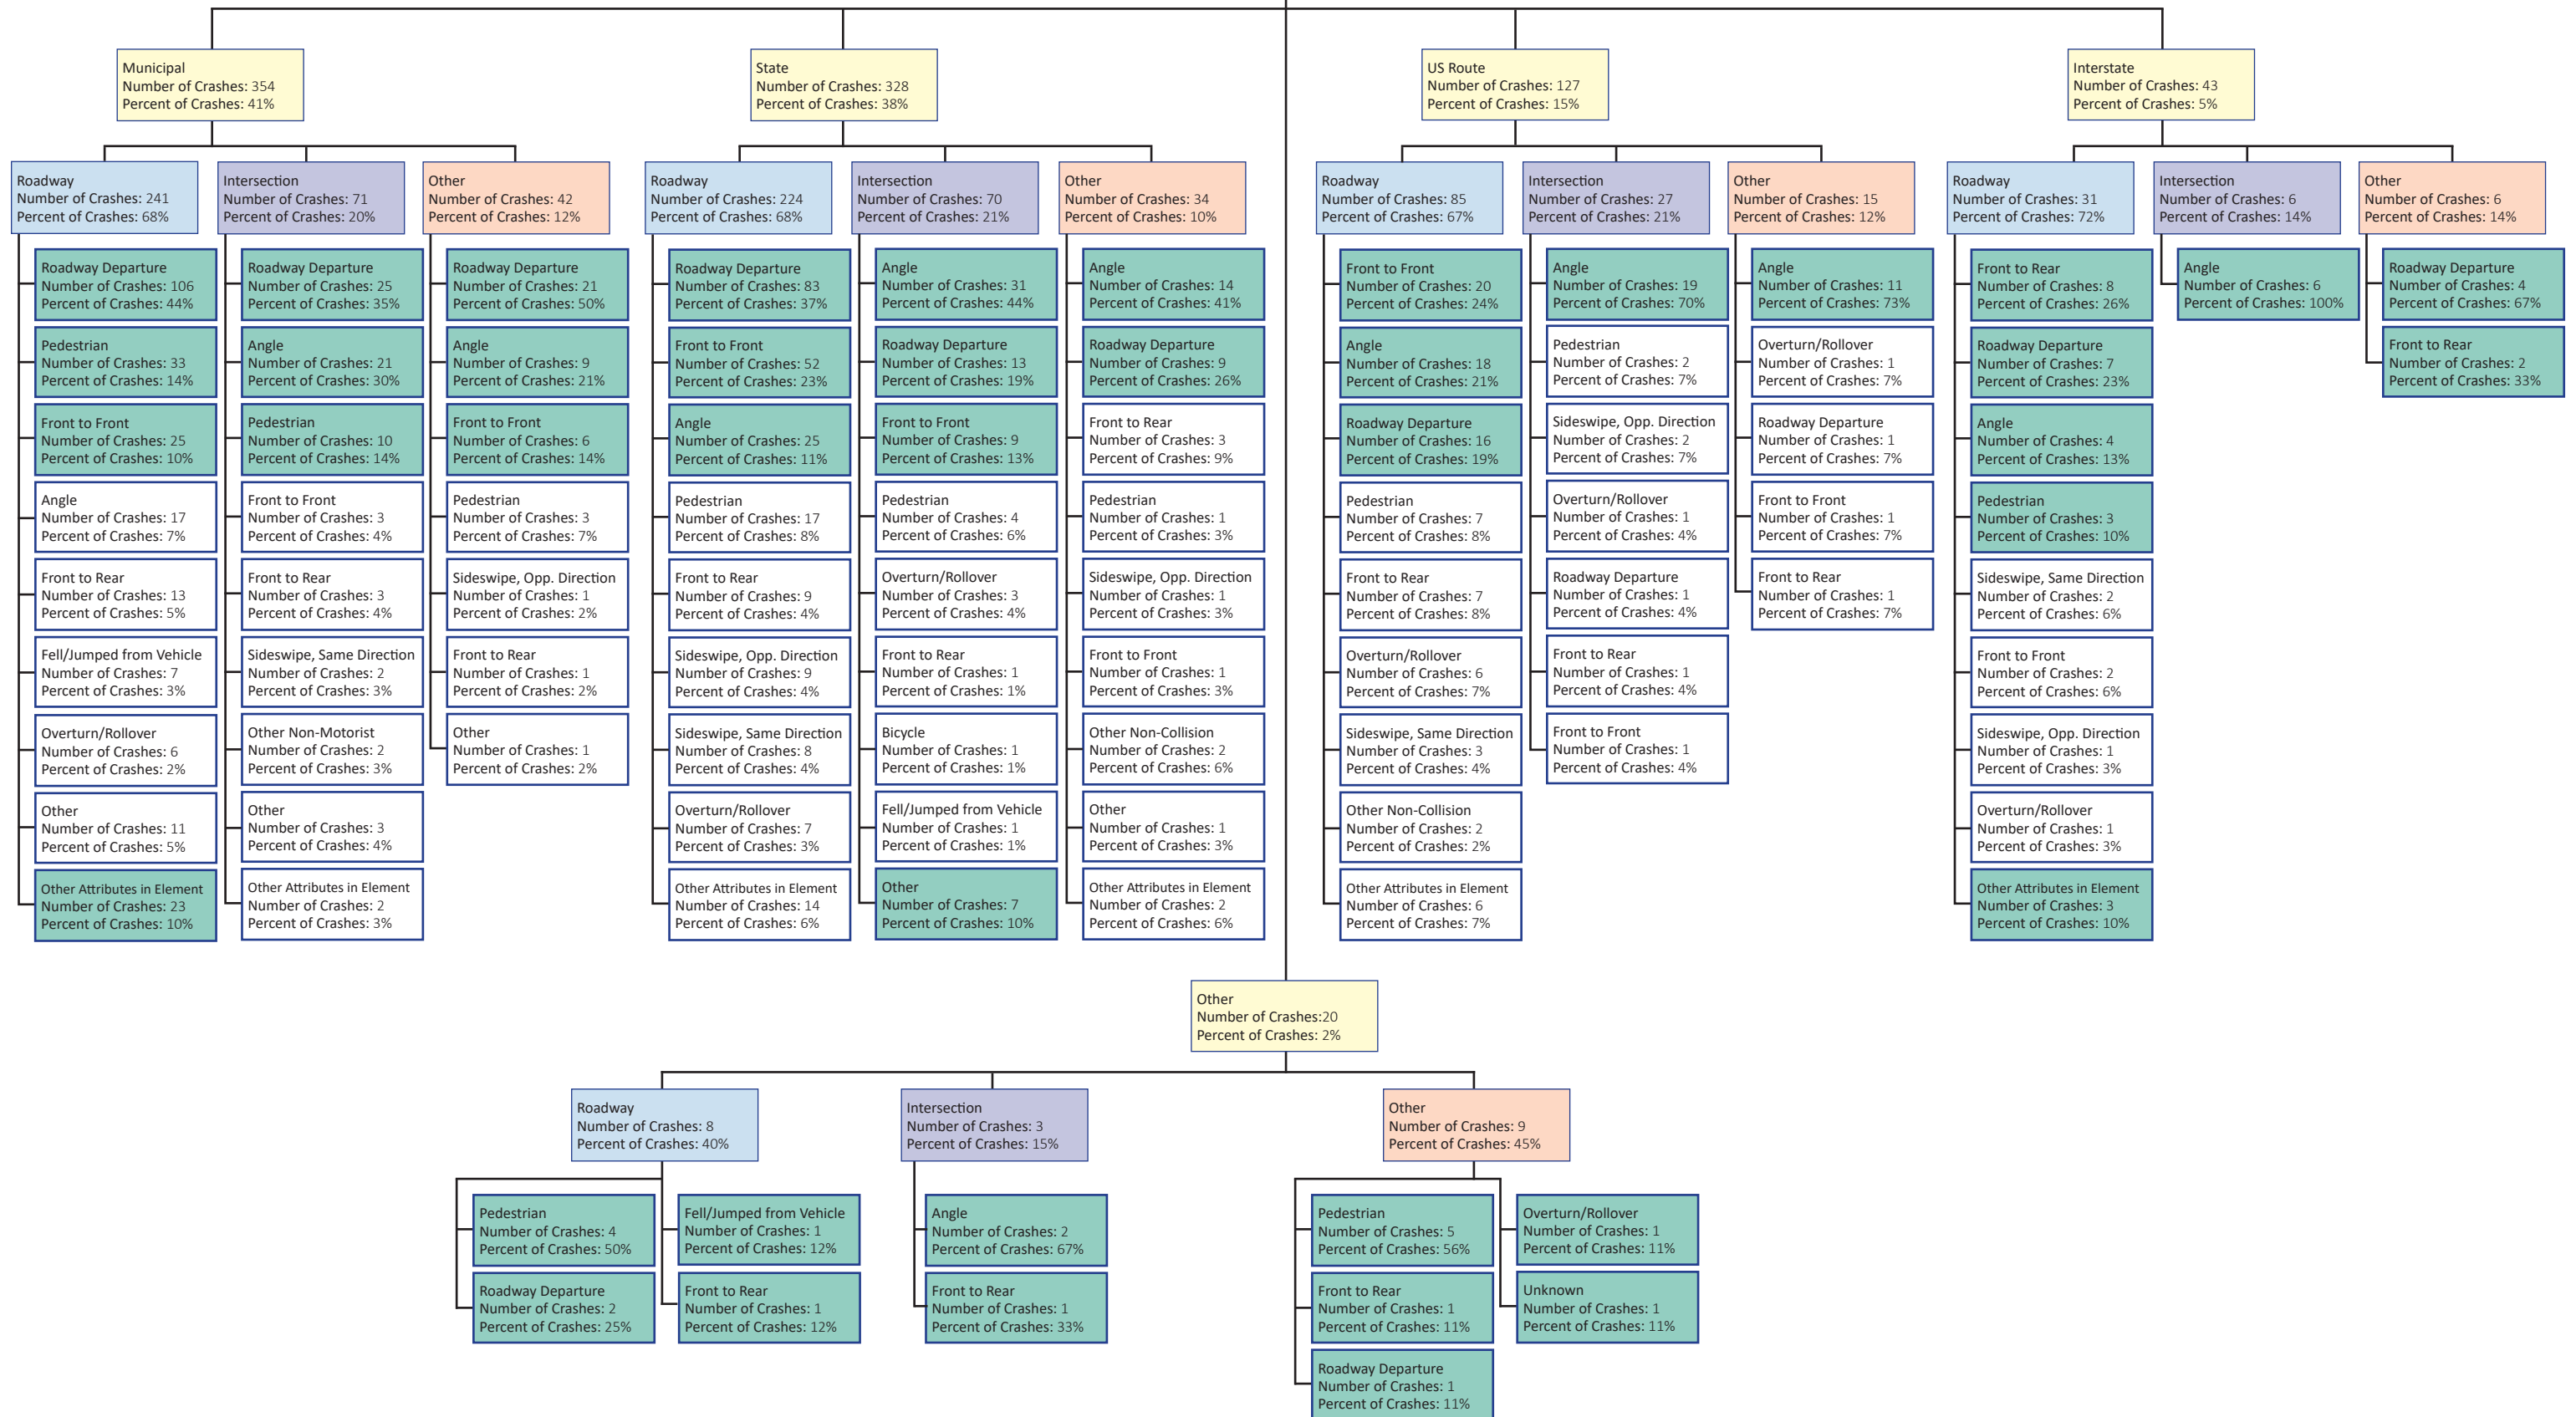 Municipal
Number of Crashes: 354
Percent of Crashes: 41%
Roadway
Number of Crashes: 241
Percent of Crashes: 68%
Roadway Departure
Number of Crashes: 106
Percent of Crashes: 44%
Pedestrian
Number of Crashes: 33
Percent of Crashes: 14%
Front to Front
Number of Crashes: 25
Percent of Crashes: 10%
Angle
Number of Crashes: 17
Percent of Crashes: 7%
Front to Rear
Number of Crashes: 13
Percent of Crashes: 5%
Fell/Jumped from Vehicle
Number of Crashes: 7
Percent of Crashes: 3%
Overturn/Rollover
Number of Crashes: 6
Percent of Crashes: 2%
Other
Number of Crashes: 11
Percent of Crashes: 5%
Other Attributes in Element
Number of Crashes: 23
Percent of Crashes: 10%
Intersection
Number of Crashes: 71
Percent of Crashes: 20%
Roadway Departure
Number of Crashes: 25
Percent of Crashes: 35%
Angle
Number of Crashes: 21
Percent of Crashes: 30%
Pedestrian
Number of Crashes: 10
Percent of Crashes: 14%
Front to Front
Number of Crashes: 3
Percent of Crashes: 4%
Front to Rear
Number of Crashes: 3
Percent of Crashes: 4%
Sideswipe, Same Direction
Number of Crashes: 2
Percent of Crashes: 3%
Other Non-Motorist
Number of Crashes: 2
Percent of Crashes: 3%
Other
Number of Crashes: 3
Percent of Crashes: 4%
Other Attributes in Element
Number of Crashes: 2
Percent of Crashes: 3%
Other
Number of Crashes: 42
Percent of Crashes: 12%
Roadway Departure
Number of Crashes: 21
Percent of Crashes: 50%
Angle
Number of Crashes: 9
Percent of Crashes: 21%
Front to Front
Number of Crashes: 6
Percent of Crashes: 14%
Pedestrian
Number of Crashes: 3
Percent of Crashes: 7%
Sideswipe, Opp. Direction
Number of Crashes: 1
Percent of Crashes: 2%
Front to Rear
Number of Crashes: 1
Percent of Crashes: 2%
Other
Number of Crashes: 1
Percent of Crashes: 2%
State
Number of Crashes: 328
Percent of Crashes: 38%
Roadway
Number of Crashes: 224
Percent of Crashes: 68%
Roadway Departure
Number of Crashes: 83
Percent of Crashes: 37%
Front to Front
Number of Crashes: 52
Percent of Crashes: 23%
Angle
Number of Crashes: 25
Percent of Crashes: 11%
Pedestrian
Number of Crashes: 17
Percent of Crashes: 8%
Front to Rear
Number of Crashes: 9
Percent of Crashes: 4%
Sideswipe, Opp. Direction
Number of Crashes: 9
Percent of Crashes: 4%
Sideswipe, Same Direction
Number of Crashes: 8
Percent of Crashes: 4%
Overturn/Rollover
Number of Crashes: 7
Percent of Crashes: 3%
Other Attributes in Element
Number of Crashes: 14
Percent of Crashes: 6%
Intersection
Number of Crashes: 70
Percent of Crashes: 21%
Angle
Number of Crashes: 31
Percent of Crashes: 44%
Roadway Departure
Number of Crashes: 13
Percent of Crashes: 19%
Front to Front
Number of Crashes: 9
Percent of Crashes: 13%
Pedestrian
Number of Crashes: 4
Percent of Crashes: 6%
Overturn/Rollover
Number of Crashes: 3
Percent of Crashes: 4%
Front to Rear
Number of Crashes: 1
Percent of Crashes: 1%
Bicycle
Number of Crashes: 1
Percent of Crashes: 1%
Fell/Jumped from Vehicle
Number of Crashes: 1
Percent of Crashes: 1%
Other
Number of Crashes: 7
Percent of Crashes: 10%
Other
Number of Crashes: 34
Percent of Crashes: 10%
Angle
Number of Crashes: 14
Percent of Crashes: 41%
Roadway Departure
Number of Crashes: 9
Percent of Crashes: 26%
Front to Rear
Number of Crashes: 3
Percent of Crashes: 9%
Pedestrian
Number of Crashes: 1
Percent of Crashes: 3%
Sideswipe, Opp. Direction
Number of Crashes: 1
Percent of Crashes: 3%
Front to Front
Number of Crashes: 1
Percent of Crashes: 3%
Other Non-Collision
Number of Crashes: 2
Percent of Crashes: 6%
Other
Number of Crashes: 1
Percent of Crashes: 3%
Other Attributes in Element
Number of Crashes: 2
Percent of Crashes: 6%
US Route
Number of Crashes: 127
Percent of Crashes: 15%
Roadway
Number of Crashes: 85
Percent of Crashes: 67%
Front to Front
Number of Crashes: 20
Percent of Crashes: 24%
Angle
Number of Crashes: 18
Percent of Crashes: 21%
Roadway Departure
Number of Crashes: 16
Percent of Crashes: 19%
Pedestrian
Number of Crashes: 7
Percent of Crashes: 8%
Front to Rear
Number of Crashes: 7
Percent of Crashes: 8%
Overturn/Rollover
Number of Crashes: 6
Percent of Crashes: 7%
Sideswipe, Same Direction
Number of Crashes: 3
Percent of Crashes: 4%
Other Non-Collision
Number of Crashes: 2
Percent of Crashes: 2%
Other Attributes in Element
Number of Crashes: 6
Percent of Crashes: 7%
Intersection
Number of Crashes: 27
Percent of Crashes: 21%
Angle
Number of Crashes: 19
Percent of Crashes: 70%
Pedestrian
Number of Crashes: 2
Percent of Crashes: 7%
Sideswipe, Opp. Direction
Number of Crashes: 2
Percent of Crashes: 7%
Overturn/Rollover
Number of Crashes: 1
Percent of Crashes: 4%
Roadway Departure
Number of Crashes: 1
Percent of Crashes: 4%
Front to Rear
Number of Crashes: 1
Percent of Crashes: 4%
Front to Front
Number of Crashes: 1
Percent of Crashes: 4%
Other
Number of Crashes: 15
Percent of Crashes: 12%
Angle
Number of Crashes: 11
Percent of Crashes: 73%
Overturn/Rollover
Number of Crashes: 1
Percent of Crashes: 7%
Roadway Departure
Number of Crashes: 1
Percent of Crashes: 7%
Front to Front
Number of Crashes: 1
Percent of Crashes: 7%
Front to Rear
Number of Crashes: 1
Percent of Crashes: 7%
Interstate
Number of Crashes: 43
Percent of Crashes: 5%
Roadway
Number of Crashes: 31
Percent of Crashes: 72%
Front to Rear
Number of Crashes: 8
Percent of Crashes: 26%
Roadway Departure
Number of Crashes: 7
Percent of Crashes: 23%
Angle
Number of Crashes: 4
Percent of Crashes: 13%
Pedestrian
Number of Crashes: 3
Percent of Crashes: 10%
Sideswipe, Same Direction
Number of Crashes: 2
Percent of Crashes: 6%
Front to Front
Number of Crashes: 2
Percent of Crashes: 6%
Sideswipe, Opp. Direction
Number of Crashes: 1
Percent of Crashes: 3%
Overturn/Rollover
Number of Crashes: 1
Percent of Crashes: 3%
Other Attributes in Element
Number of Crashes: 3
Percent of Crashes: 10%
Intersection
Number of Crashes: 6
Percent of Crashes: 14%
Angle
Number of Crashes: 6
Percent of Crashes: 100%
Other
Number of Crashes: 6
Percent of Crashes: 14%
Roadway Departure
Number of Crashes: 4
Percent of Crashes: 67%
Front to Rear
Number of Crashes: 2
Percent of Crashes: 33%
Other
Number of Crashes:20
Percent of Crashes: 2%
Roadway
Number of Crashes: 8
Percent of Crashes: 40%
Pedestrian
Number of Crashes: 4
Percent of Crashes: 50%
Roadway Departure
Number of Crashes: 2
Percent of Crashes: 25%
Fell/Jumped from Vehicle
Number of Crashes: 1
Percent of Crashes: 12%
Front to Rear
Number of Crashes: 1
Percent of Crashes: 12%
Intersection
Number of Crashes: 3
Percent of Crashes: 15%
Angle
Number of Crashes: 2
Percent of Crashes: 67%
Front to Rear
Number of Crashes: 1
Percent of Crashes: 33%
Other
Number of Crashes: 9
Percent of Crashes: 45%
Pedestrian
Number of Crashes: 5
Percent of Crashes: 56%
Front to Rear
Number of Crashes: 1
Percent of Crashes: 11%
Roadway Departure
Number of Crashes: 1
Percent of Crashes: 11%
Overturn/Rollover
Number of Crashes: 1
Percent of Crashes: 11%
Unknown
Number of Crashes: 1
Percent of Crashes: 11%